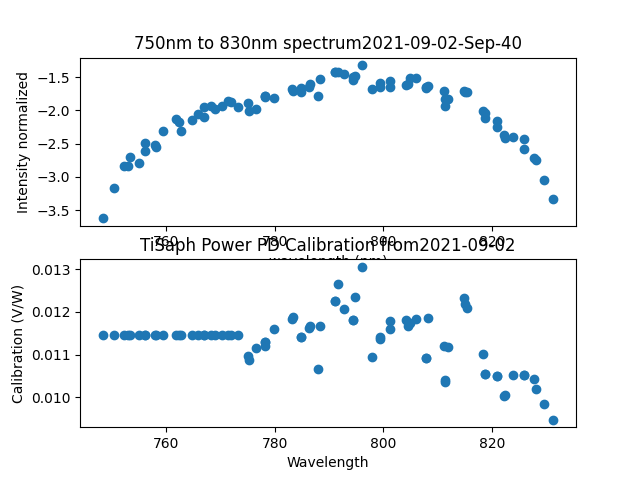 750nm to 830nm spectrum2021-09-02-Sep-40
Intensity normalized
−1.5
−2.0
−2.5
−3.0
−3.5
760 780 800 820
wavelength (nm)
TiSaph Power PD Calibration from2021-09-02
Calibration (V/W)
0.013
0.012
0.011
0.010
760 780 800 820
Wavelength